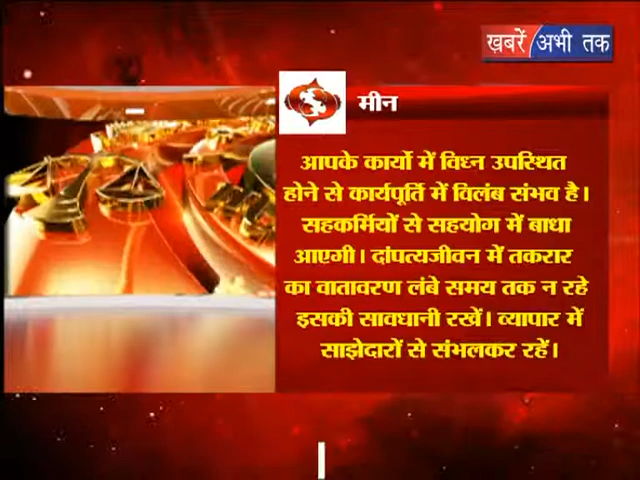 ख़बरें अभी तक
मीन
आपके कार्यो में विघ्न उपस्थित
होने से कार्यपूर्ति में विलंब संभव है।
सहकर्मियों से सहयोग में बाधा
आएगी। दांपत्यजीवन में तकरार
का वातावरण लंबे समय तक न रहे
इसकी सावधानी रखें। व्यापार में
साझेदारों से संभलकर रहें।